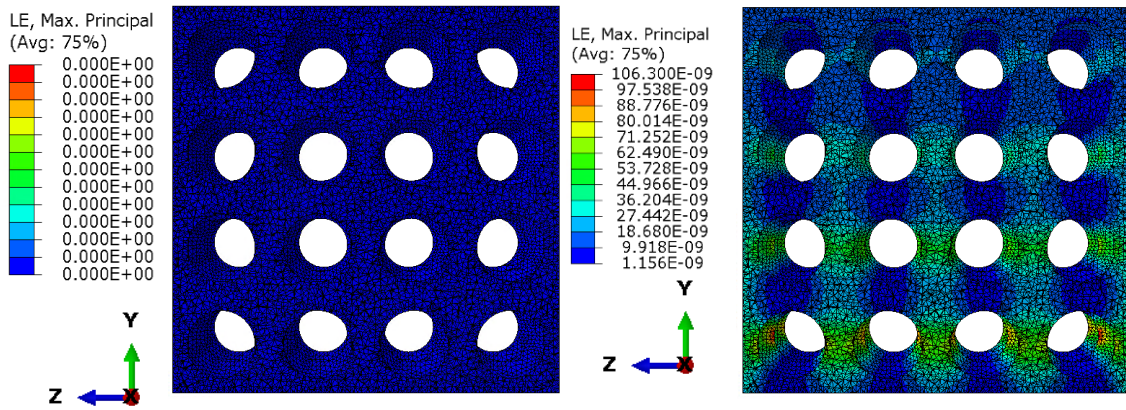 LE, Max. Principal
(Avg: 75%)
0.000E+00
0.000E+00
0.000E+00
0.000E+00
0.000E+00
0.000E+00
0.000E+00
0.000E+00
0.000E+00
0.000E+00
0.000E+00
0.000E+00
0.000E+00
Y
Z
X
LE, Max. Principal
(Avg: 75%)
106.300E-09
97.538E-09
88.776E-09
80.014E-09
71.252E-09
62.490E-09
53.728E-09
44.966E-09
36.204E-09
27.442E-09
18.680E-09
9.918E-09
1.156E-09
Y
Z
X